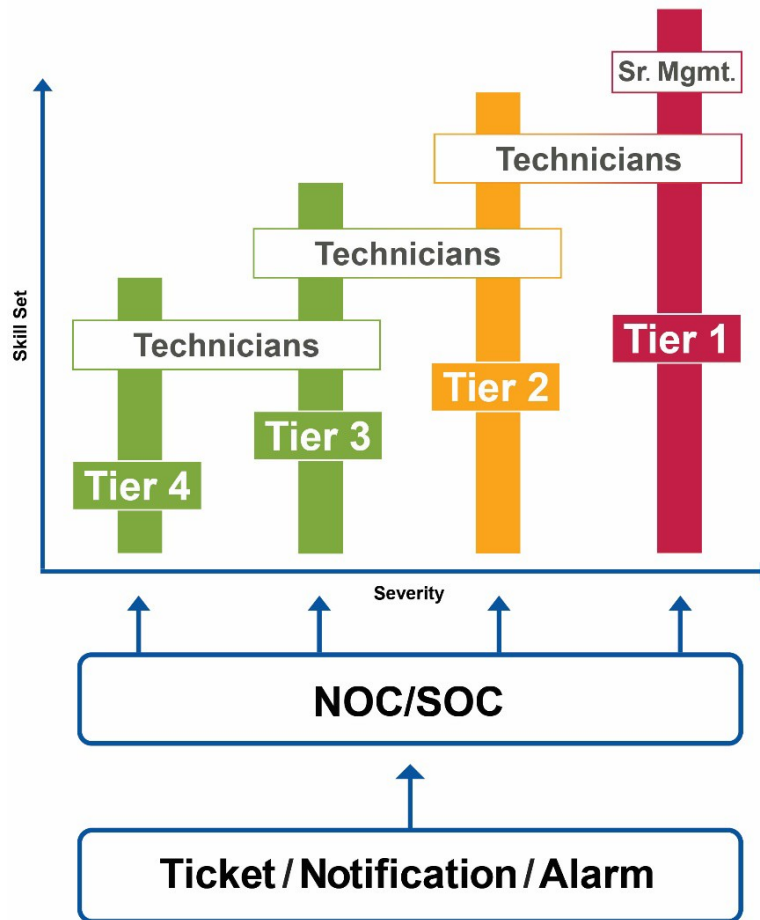 Sr. Mgmt.
Technicians
Technicians
Technicians
Skill Set
Tier 1
Tier 2
Tier 3
Tier 4
Severity
NOC/SOC
Ticket/Notification/Alarm